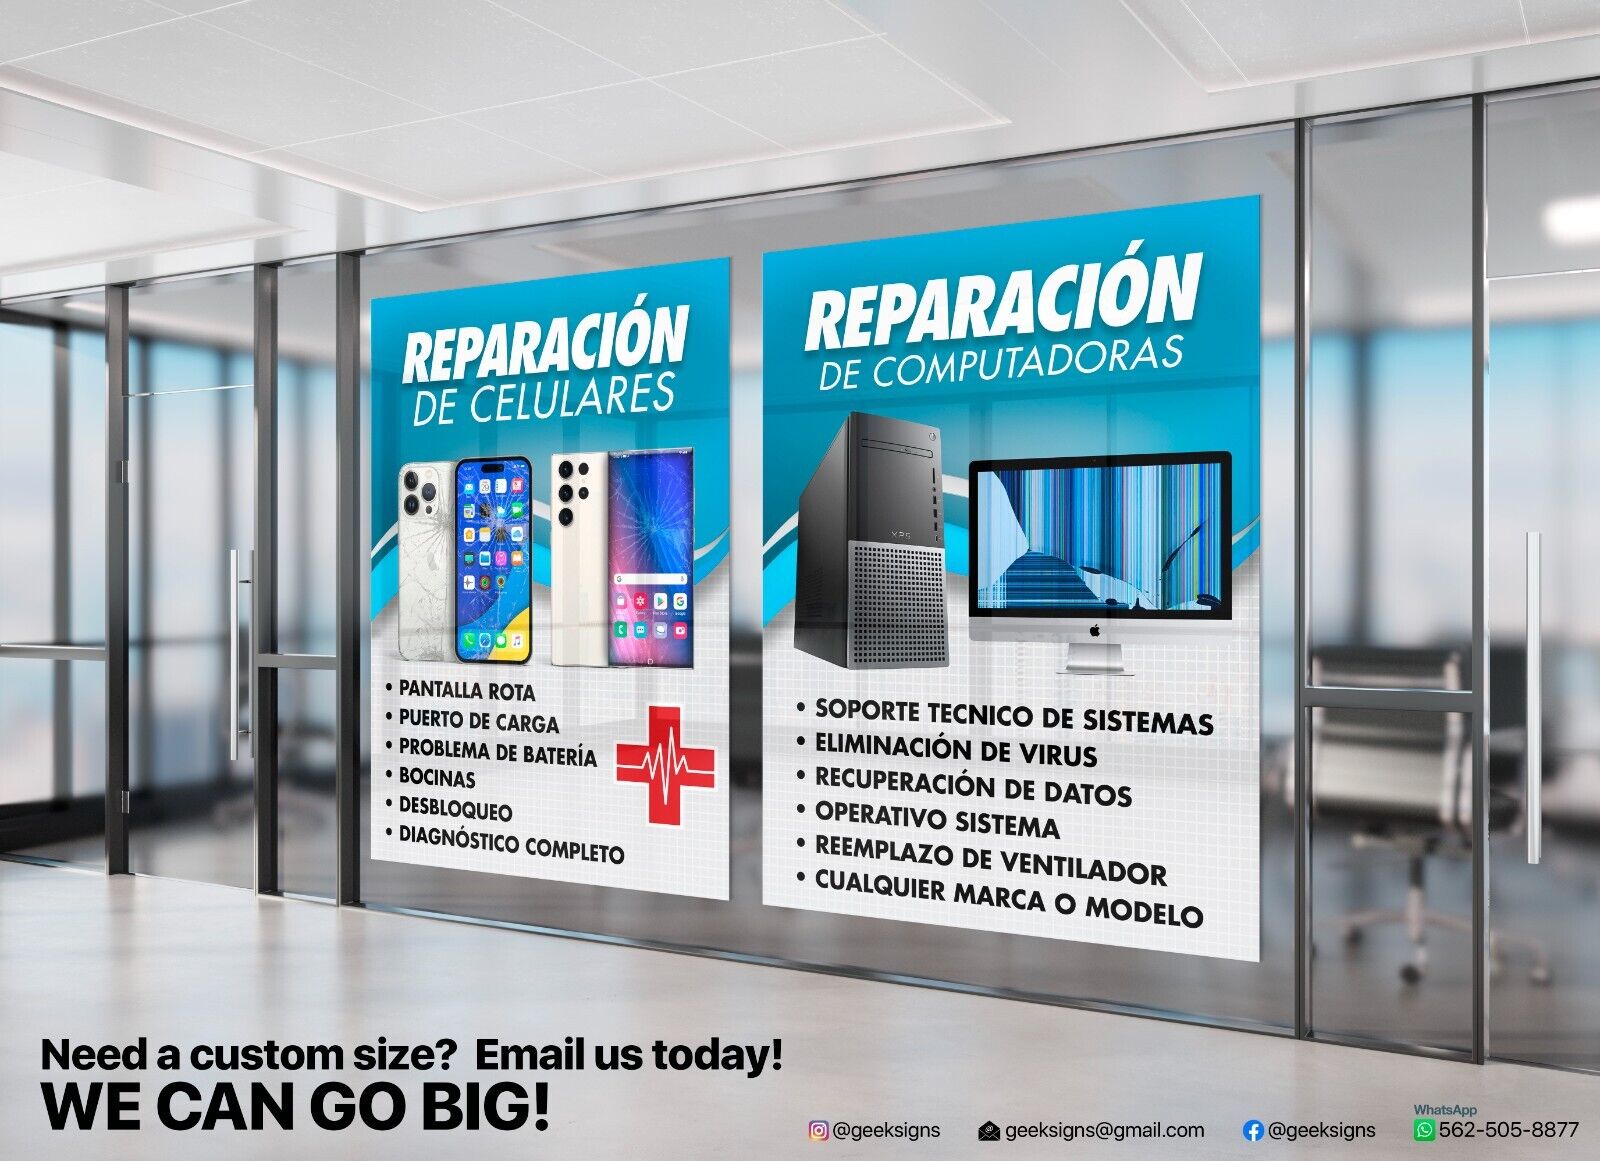 REPARACIÓN
DE CELULARES
• PANTALLA ROTA
• PUERTO DE CARGA
• PROBLEMA DE BATERÍA
• BOCINAS
• DESBLOQUEO
• DIAGNÓSTICO COMPLETO
REPARACIÓN
DE COMPUTADORAS
XPS
• SOPORTE TECNICO DE SISTEMAS
• ELIMINACIÓN DE VIRUS
• RECUPERACIÓN DE DATOS
• OPERATIVO SISTEMA
• REEMPLAZO DE VENTILADOR
• CUALQUIER MARCA O MODELO
Need a custom size? Email us today!
WE CAN GO BIG!
@geeksigns
geeksigns@gmail.com
@geeksigns
WhatsApp
562-505-8877